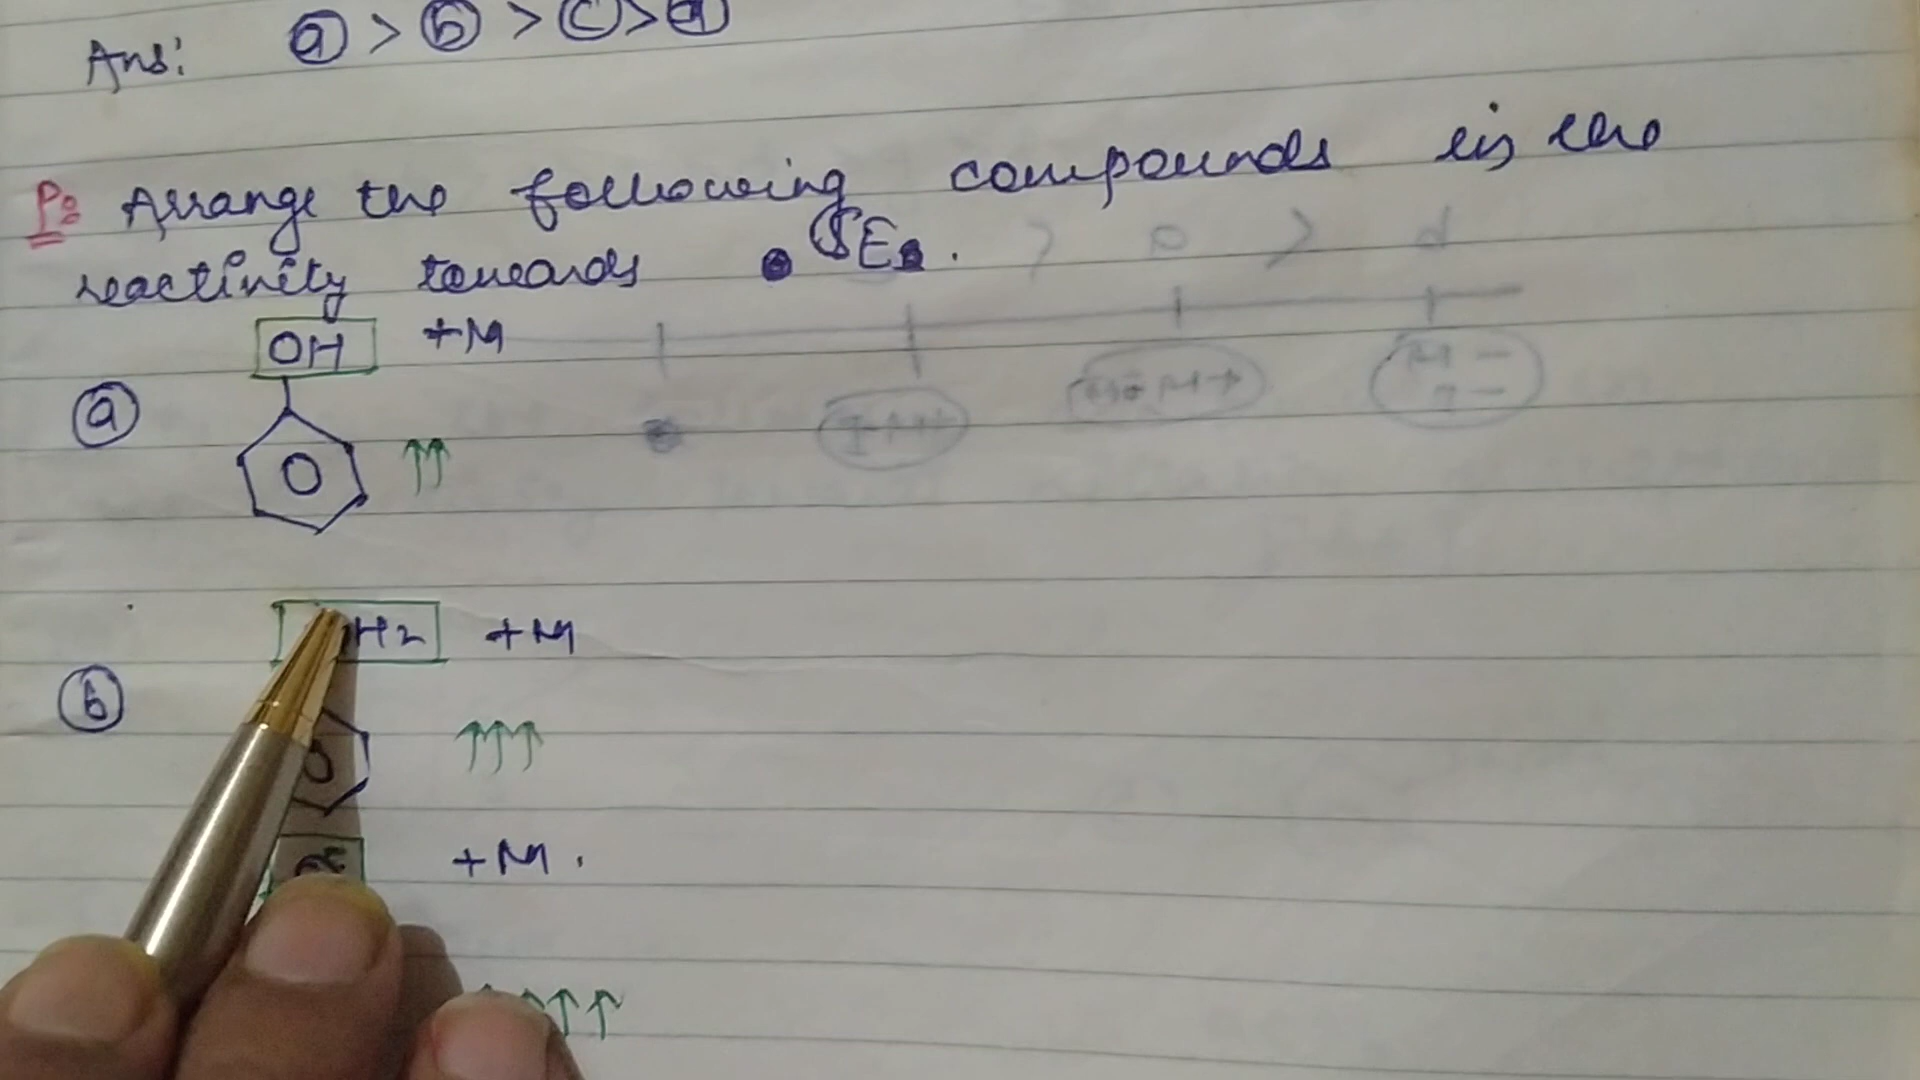 Ans: a > b > c > d
P: Arrange the following compounds in the
reactivity towards SE.
OH +M
a
↑↑
H2 +M
b
↑↑↑
+M.
↑↑↑